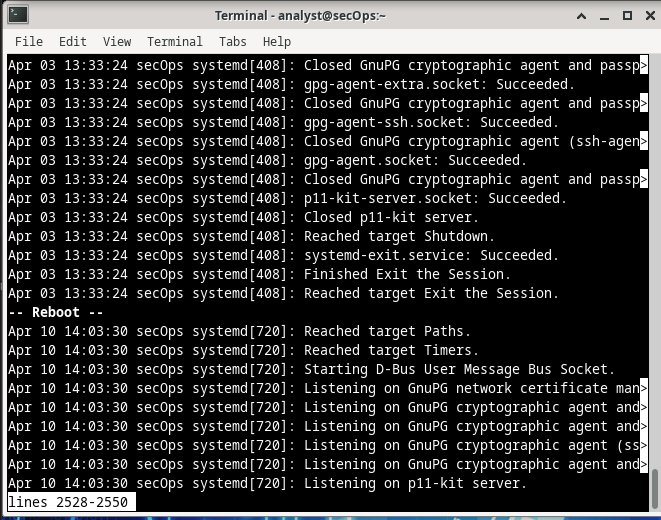 Terminal - analyst@secOps:~
File Edit View Terminal Tabs Help
Apr 03 13:33:24 secOps systemd[408]: Closed GnuPG cryptographic agent and passp>
Apr 03 13:33:24 secOps systemd[408]: gpg-agent-extra.socket: Succeeded.
Apr 03 13:33:24 secOps systemd[408]: Closed GnuPG cryptographic agent and passp>
Apr 03 13:33:24 secOps systemd[408]: gpg-agent-ssh.socket: Succeeded.
Apr 03 13:33:24 secOps systemd[408]: Closed GnuPG cryptographic agent (ssh-agen>
Apr 03 13:33:24 secOps systemd[408]: gpg-agent.socket: Succeeded.
Apr 03 13:33:24 secOps systemd[408]: Closed GnuPG cryptographic agent and passp>
Apr 03 13:33:24 secOps systemd[408]: p11-kit-server.socket: Succeeded.
Apr 03 13:33:24 secOps systemd[408]: Closed p11-kit server.
Apr 03 13:33:24 secOps systemd[408]: Reached target Shutdown.
Apr 03 13:33:24 secOps systemd[408]: systemd-exit.service: Succeeded.
Apr 03 13:33:24 secOps systemd[408]: Finished Exit the Session.
Apr 03 13:33:24 secOps systemd[408]: Reached target Exit the Session.
-- Reboot --
Apr 10 14:03:30 secOps systemd[720]: Reached target Paths.
Apr 10 14:03:30 secOps systemd[720]: Reached target Timers.
Apr 10 14:03:30 secOps systemd[720]: Starting D-Bus User Message Bus Socket.
Apr 10 14:03:30 secOps systemd[720]: Listening on GnuPG network certificate man>
Apr 10 14:03:30 secOps systemd[720]: Listening on GnuPG cryptographic agent and>
Apr 10 14:03:30 secOps systemd[720]: Listening on GnuPG cryptographic agent and>
Apr 10 14:03:30 secOps systemd[720]: Listening on GnuPG cryptographic agent (ss>
Apr 10 14:03:30 secOps systemd[720]: Listening on GnuPG cryptographic agent and>
Apr 10 14:03:30 secOps systemd[720]: Listening on p11-kit server.
lines 2528-2550